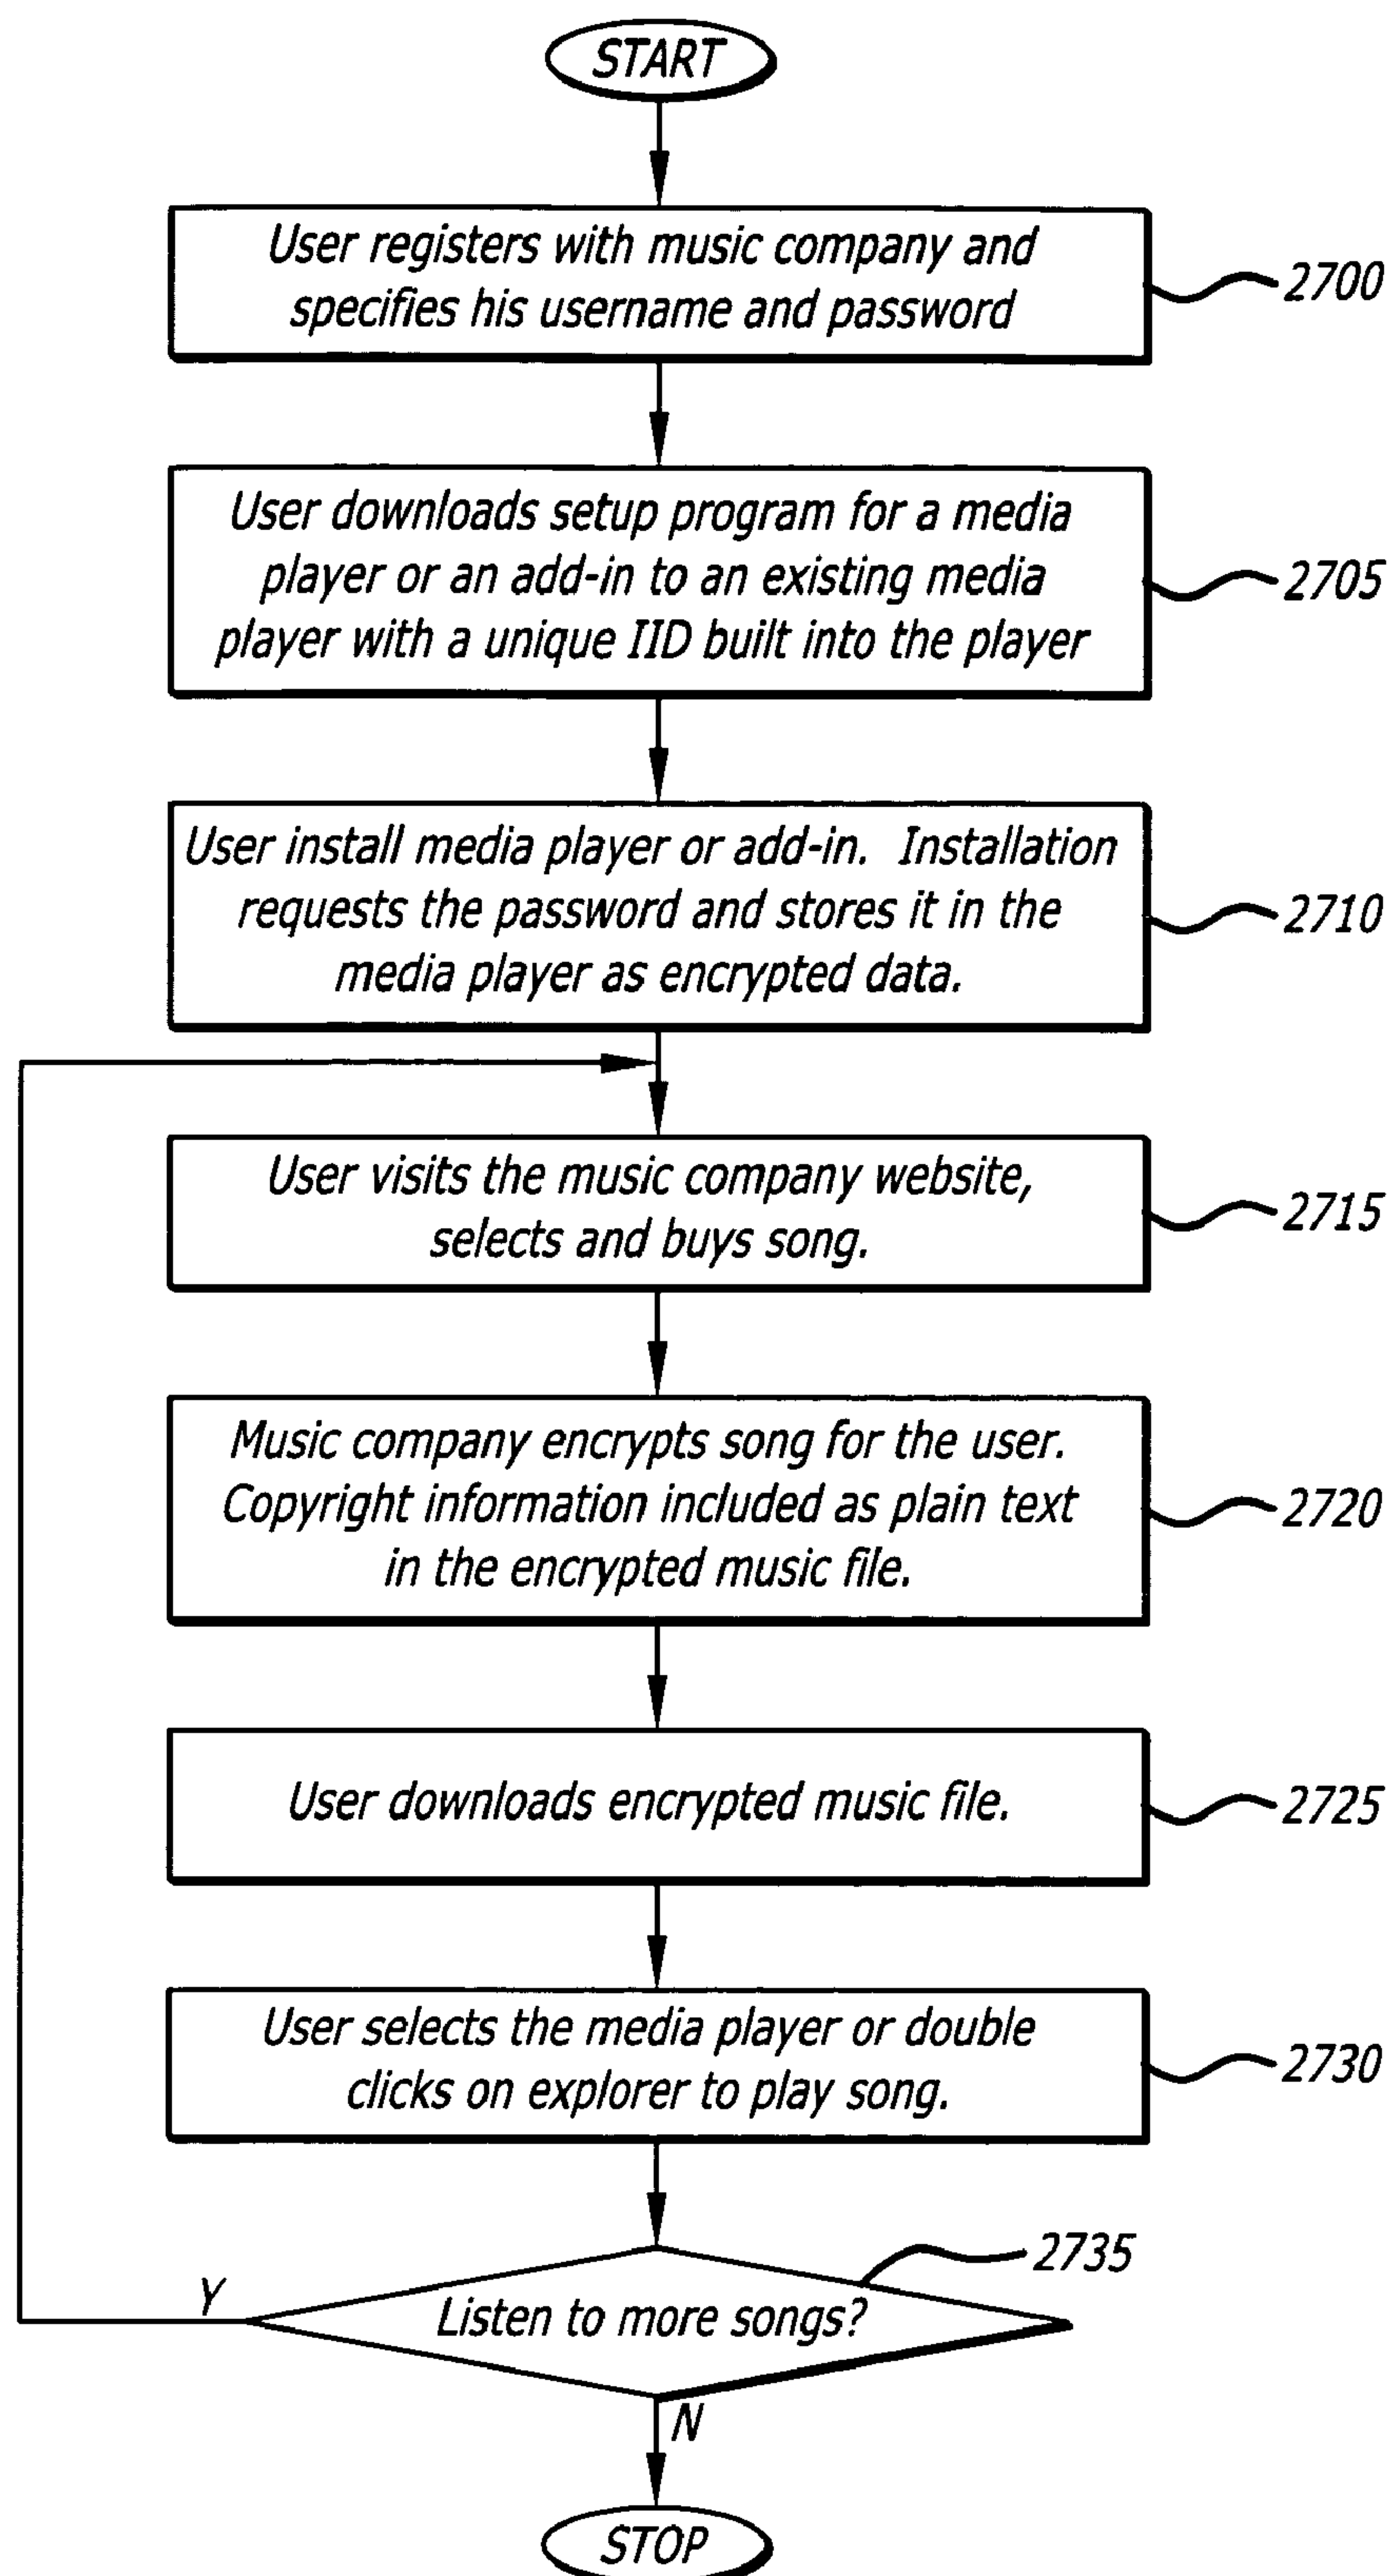 START
User registers with music company and
specifies his username and password
2700
User downloads setup program for a media
player or an add-in to an existing media
player with a unique IID built into the player
2705
User install media player or add-in. Installation
requests the password and stores it in the
media player as encrypted data.
2710
User visits the music company website,
selects and buys song.
2715
Music company encrypts song for the user.
Copyright information included as plain text
in the encrypted music file.
2720
User downloads encrypted music file.
2725
User selects the media player or double
clicks on explorer to play song.
2730
2735
Y
Listen to more songs?
N
STOP